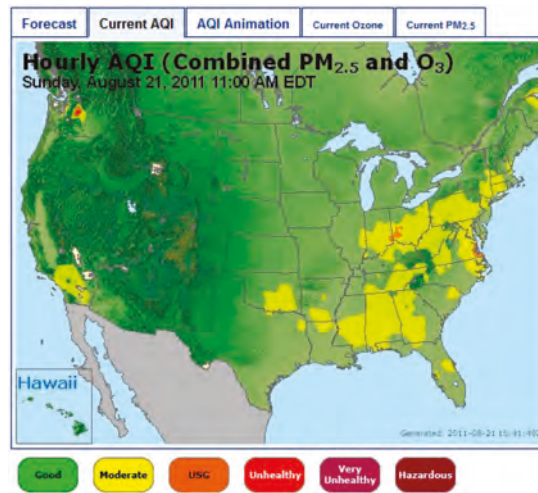 Forecast
Current AQI
AQI Animation
Current Ozone
Current PM2.5
Hourly AQI (Combined PM2.5 and O3)
Sunday, August 21, 2011 11:00 AM EDT
Hawaii
Generated: 2011-08-21
Good
Moderate
USG
Unhealthy
Very
Unhealthy
Hazardous